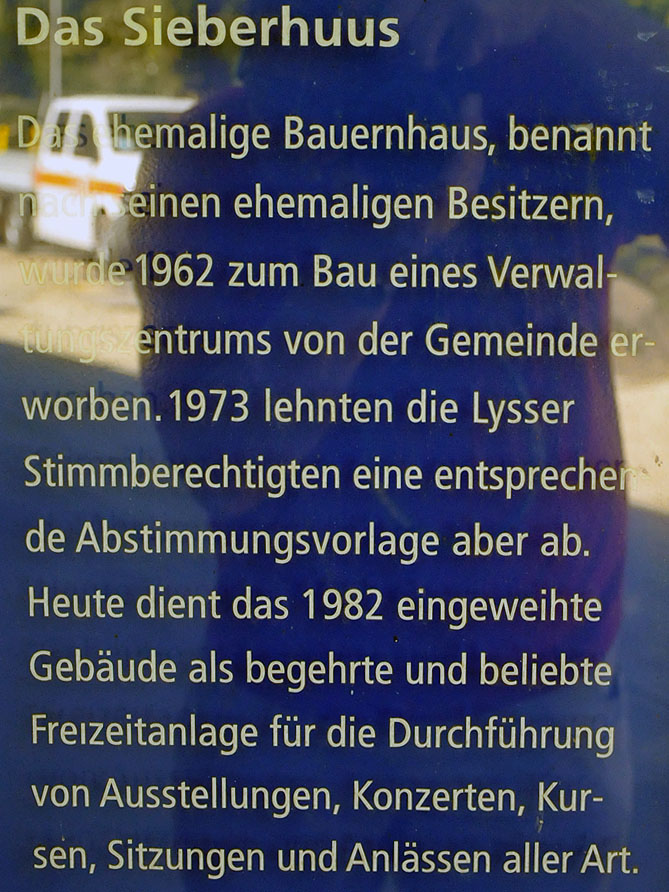 Das Sieberhuus
Das ehemalige Bauernhaus, benannt
nach seinen ehemaligen Besitzern,
wurde 1962 zum Bau eines Verwal-
tungszentrums von der Gemeinde er-
worben. 1973 lehnten die Lysser
Stimmberechtigten eine entsprechen-
de Abstimmungsvorlage aber ab.
Heute dient das 1982 eingeweihte
Gebäude als begehrte und beliebte
Freizeitanlage für die Durchführung
von Ausstellungen, Konzerten, Kur-
sen, Sitzungen und Anlässen aller Art.